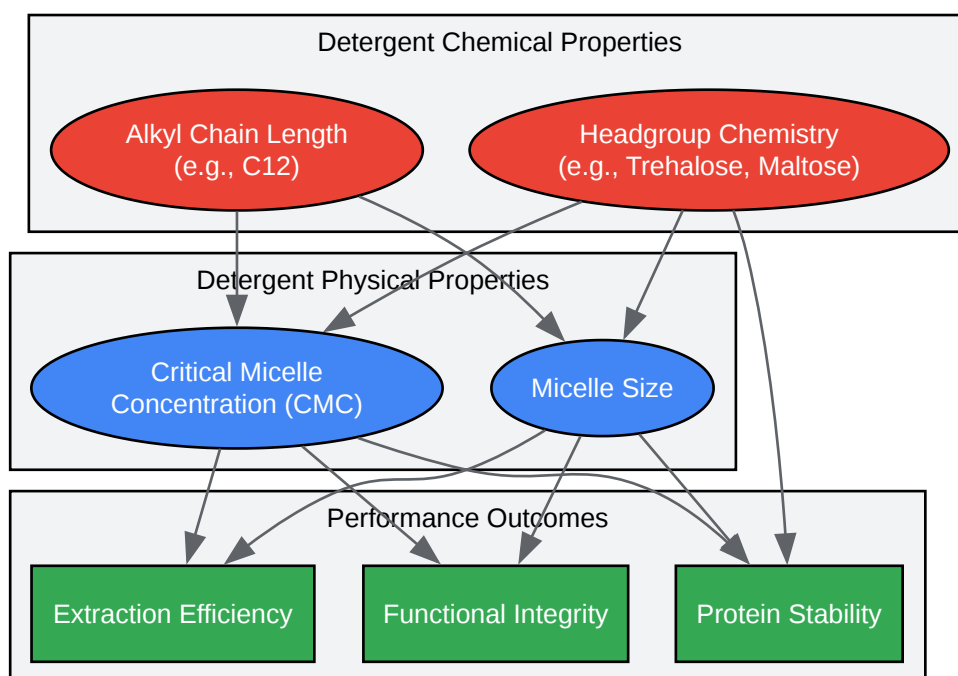 Detergent Chemical Properties
Alkyl Chain Length
(e.g., C12)
Headgroup Chemistry
(e.g., Trehalose, Maltose)
Detergent Physical Properties
Critical Micelle
Concentration (CMC)
Micelle Size
Performance Outcomes
Extraction Efficiency
Functional Integrity
Protein Stability